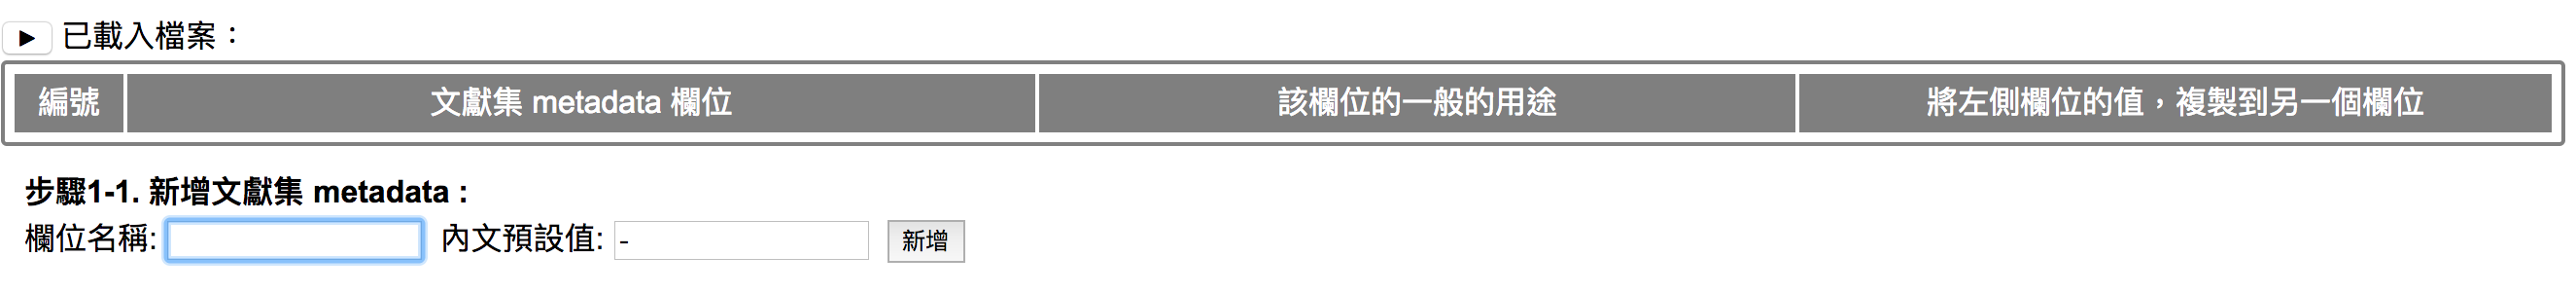 ▶ 已載入檔案：
編號 文獻集 metadata 欄位 該欄位的一般的用途 將左側欄位的值，複製到另一個欄位
步驟1-1. 新增文獻集 metadata :
欄位名稱: 內文預設值: - 新增